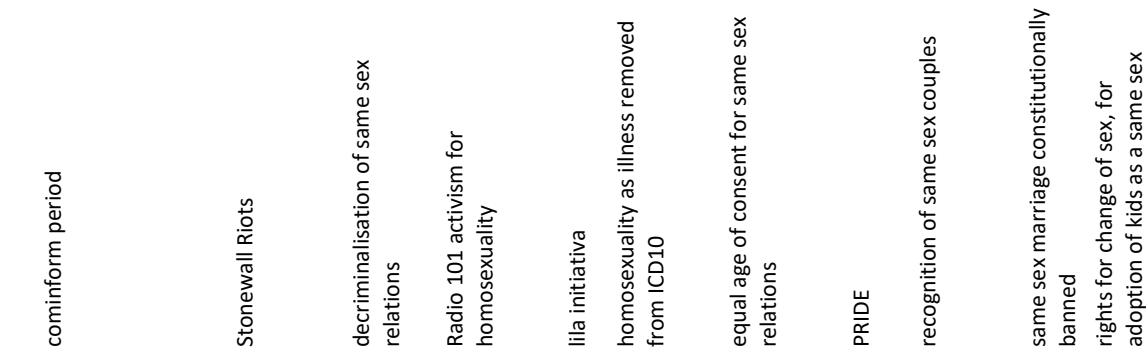 cominform period
Stonewall Riots
decriminalisation of same sex
relations
Radio 101 activism for
homosexuality
lila initiativa
homosexuality as illness removed
from ICD10
equal age of consent for same sex
relations
PRIDE
recognition of same sex couples
same sex marriage constitutionally
banned
rights for change of sex, for
adoption of kids as a same sex